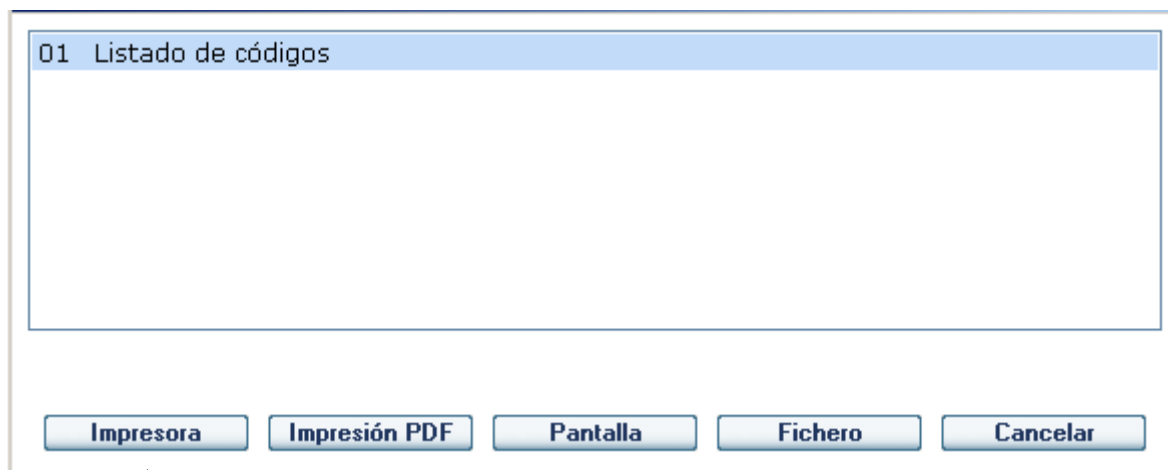 01 Listado de códigos
Impresora Impresión PDF Pantalla Fichero Cancelar